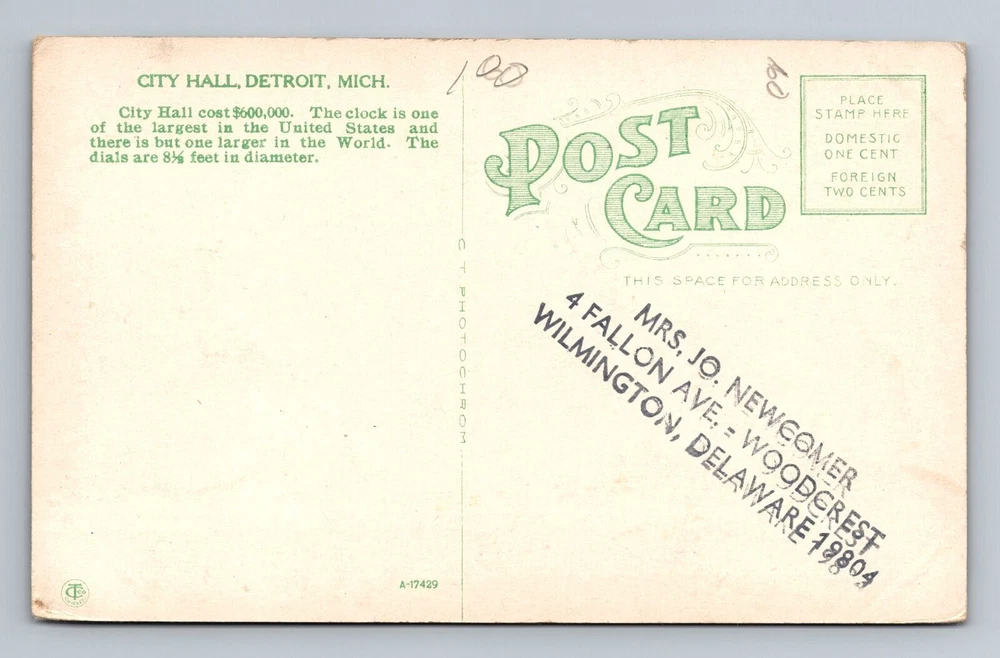 CITY HALL, DETROIT, MICH.
City Hall cost $600,000. The clock is one
of the largest in the United States and
there is but one larger in the World. The
dials are 8½ feet in diameter.
100
60
POST
CARD
PLACE
STAMP HERE
DOMESTIC
ONE CENT
FOREIGN
TWO CENTS
THIS SPACE FOR ADDRESS ONLY.
C T PHOTOCHROM
MRS, JO. NEWCOMER
4 FALLON AVE. = WOODCREST
WILMINGTON, DELAWARE 19804
A-17429